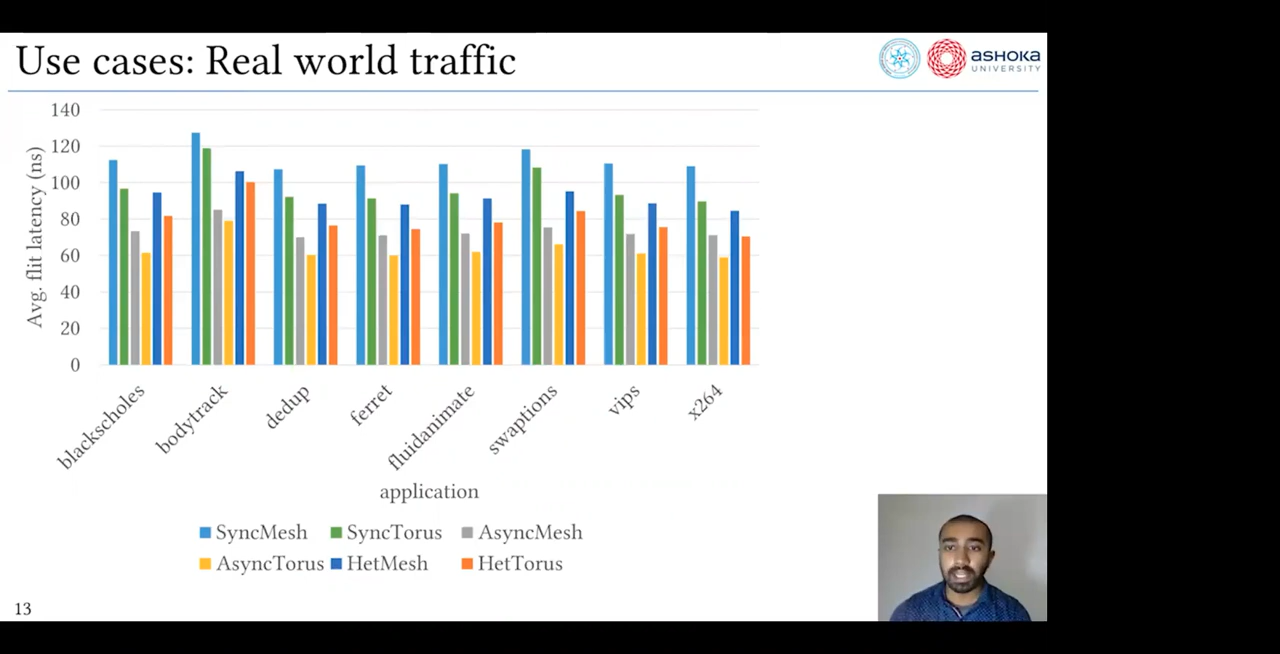 Use cases: Real world traffic
ASHOKA
UNIVERSITY
140
120
100
80
60
40
20
0
Avg. flit latency (ns)
blackscholes
bodytrack
dedup
ferret
fluidanimate
swaptions
vips
x264
application
SyncMesh SyncTorus AsyncMesh
AsyncTorus HetMesh HetTorus
13